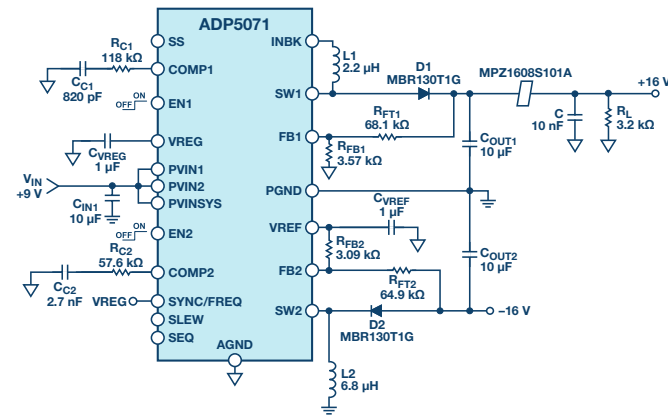 ADP5071
SS
COMP1
EN1
VREG
PVIN1
PVIN2
PVINSYS
EN2
COMP2
SYNC/FREQ
SLEW
SEQ
AGND
INBK
SW1
FB1
PGND
VREF
FB2
SW2
RC1
118 kΩ
CC1
820 pF
ON
OFF
CVREG
1 µF
VIN
+9 V
CIN1
10 µF
ON
OFF
RC2
57.6 kΩ
CC2
2.7 nF
VREG
L1
2.2 µH
D1
MBR130T1G
MPZ1608S101A
+16 V
RFT1
68.1 kΩ
RFB1
3.57 kΩ
COUT1
10 µF
C
10 nF
RL
3.2 kΩ
CVREF
1 µF
RFB2
3.09 kΩ
RFT2
64.9 kΩ
COUT2
10 µF
D2
MBR130T1G
−16 V
L2
6.8 µH